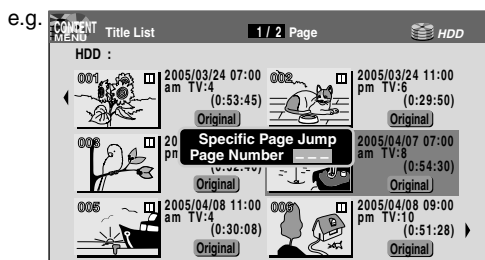 e.g.
CONTENT MENU Title List 1 / 2 Page HDD
HDD :
001 2005/03/24 07:00
am TV:4
(0:53:45)
Original
002 2005/03/24 11:00
pm TV:6
(0:29:50)
Original
003 20
pm
Original
Specific Page Jump
Page Number _ _ _
2005/04/07 07:00
am TV:8
(0:54:30)
Original
005 2005/04/08 11:00
am TV:4
(0:30:08)
Original
006 2005/04/08 09:00
pm TV:10
(0:51:28)
Original